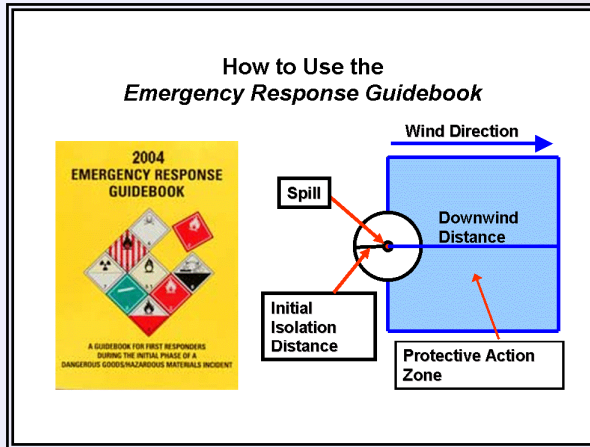 How to Use the
Emergency Response Guidebook
2004
EMERGENCY RESPONSE
GUIDEBOOK
A GUIDEBOOK FOR FIRST RESPONDERS
DURING THE INITIAL PHASE OF A
DANGEROUS GOODS/HAZARDOUS MATERIALS INCIDENT
Wind Direction
Spill
Downwind
Distance
Initial
Isolation
Distance
Protective Action
Zone